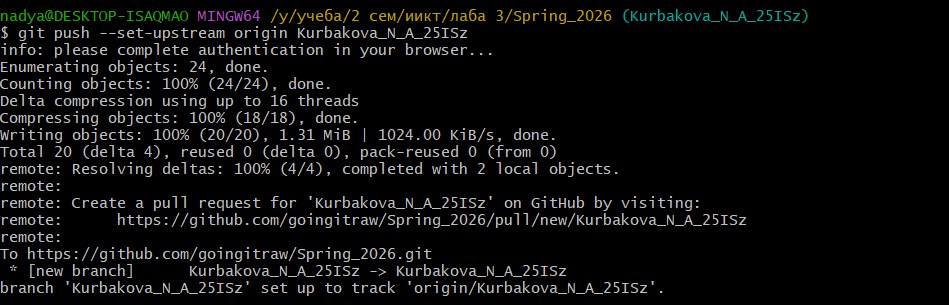 nadya@DESKTOP-ISAQMAO MINGW64 /y/учеба/2 сем/иикт/лаба 3/Spring_2026 (Kurbakova_N_A_25ISz)
$ git push --set-upstream origin Kurbakova_N_A_25ISz
info: please complete authentication in your browser...
Enumerating objects: 24, done.
Counting objects: 100% (24/24), done.
Delta compression using up to 16 threads
Compressing objects: 100% (18/18), done.
Writing objects: 100% (20/20), 1.31 MiB | 1024.00 KiB/s, done.
Total 20 (delta 4), reused 0 (delta 0), pack-reused 0 (from 0)
remote: Resolving deltas: 100% (4/4), completed with 2 local objects.
remote:
remote: Create a pull request for 'Kurbakova_N_A_25ISz' on GitHub by visiting:
remote:      https://github.com/goingitraw/Spring_2026/pull/new/Kurbakova_N_A_25ISz
remote:
To https://github.com/goingitraw/Spring_2026.git
 * [new branch]      Kurbakova_N_A_25ISz -> Kurbakova_N_A_25ISz
branch 'Kurbakova_N_A_25ISz' set up to track 'origin/Kurbakova_N_A_25ISz'.